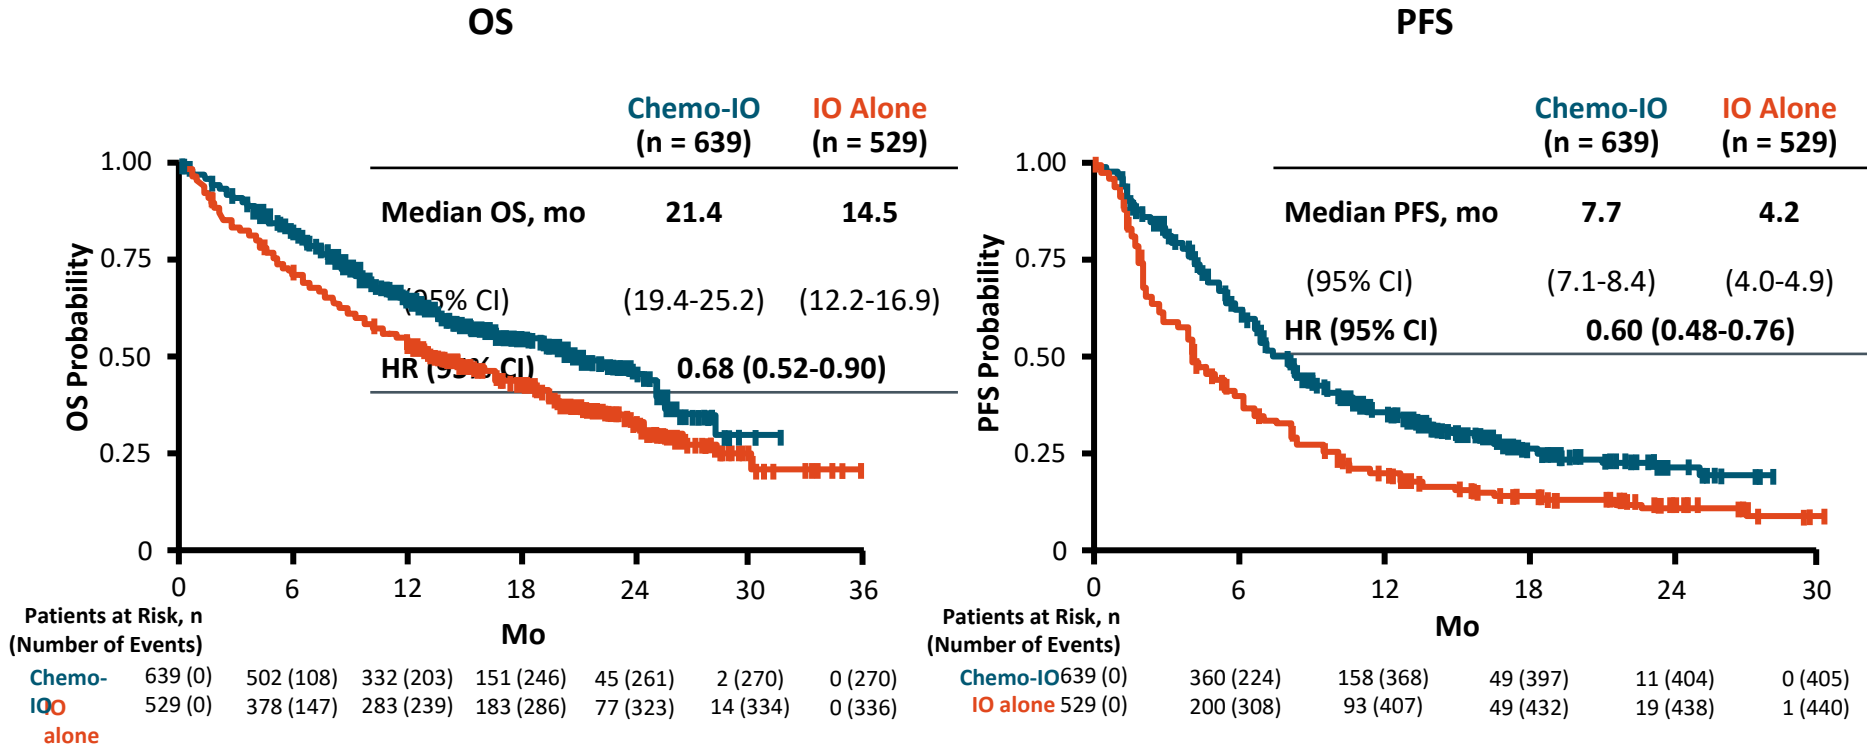 OS
Chemo-IO IO Alone
(n = 639) (n = 529)
Median OS, mo 21.4 14.5
(95% CI) (19.4-25.2) (12.2-16.9)
HR (95% CI) 0.68 (0.52-0.90)
OS Probability
1.00
0.75
0.50
0.25
0
0 6 12 18 24 30 36
Mo
Patients at Risk, n
(Number of Events)
Chemo-IO 639 (0) 502 (108) 332 (203) 151 (246) 45 (261) 2 (270) 0 (270)
IO alone 529 (0) 378 (147) 283 (239) 183 (286) 77 (323) 14 (334) 0 (336)
PFS
Chemo-IO IO Alone
(n = 639) (n = 529)
Median PFS, mo 7.7 4.2
(95% CI) (7.1-8.4) (4.0-4.9)
HR (95% CI) 0.60 (0.48-0.76)
PFS Probability
1.00
0.75
0.50
0.25
0
0 6 12 18 24 30
Mo
Patients at Risk, n
(Number of Events)
Chemo-IO 639 (0) 360 (224) 158 (368) 49 (397) 11 (404) 0 (405)
IO alone 529 (0) 200 (308) 93 (407) 49 (432) 19 (438) 1 (440)